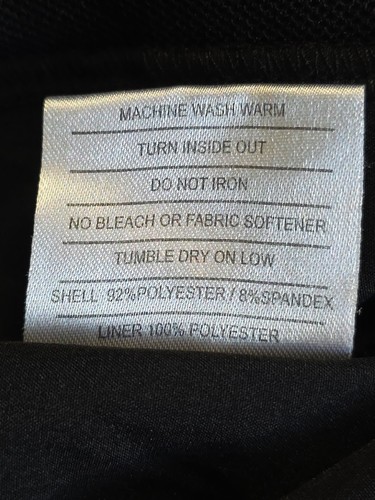 MACHINE WASH WARM
TURN INSIDE OUT
DO NOT IRON
NO BLEACH OR FABRIC SOFTENER
TUMBLE DRY ON LOW
SHELL 92%POLYESTER / 8%SPANDEX
LINER 100% POLYESTER